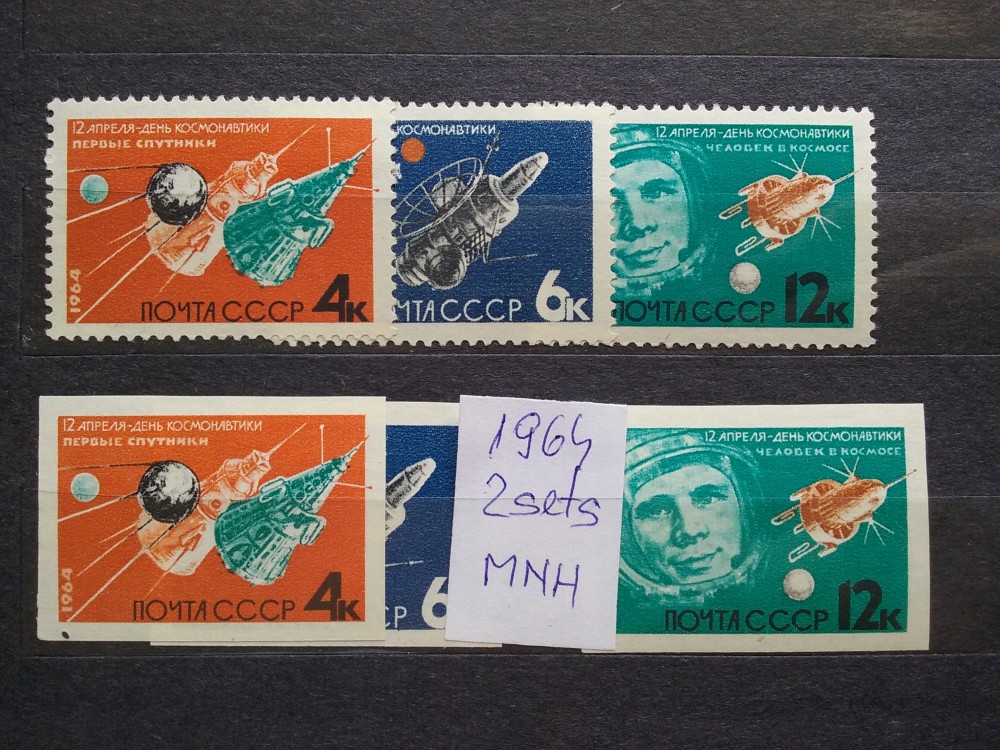 12 АПРЕЛЯ-ДЕНЬ КОСМОНАВТИКИ
ПЕРВЫЕ СПУТНИКИ
1964
ПОЧТА СССР 4К
КОСМОНАВТИКИ
ЧТА СССР 6К
12 АПРЕЛЯ-ДЕНЬ КОСМОНАВТИКИ
ЧЕЛОВЕК В КОСМОСЕ
ПОЧТА СССР 12К
12 АПРЕЛЯ-ДЕНЬ КОСМОНАВТИКИ
ПЕРВЫЕ СПУТНИКИ
1964
ПОЧТА СССР 4К
СР 6
1964
2sets
MNH
12 АПРЕЛЯ-ДЕНЬ КОСМОНАВТИКИ
ЧЕЛОВЕК В КОСМОСЕ
ПОЧТА СССР 12К